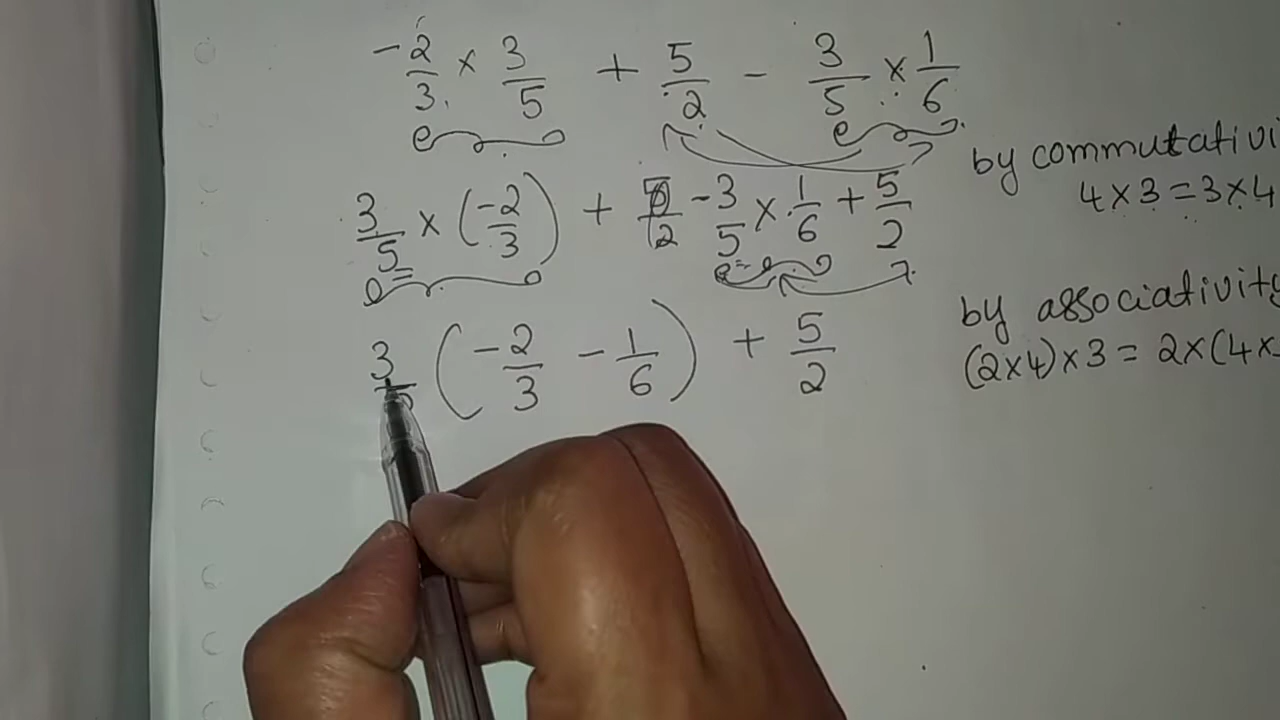 -2/3 × 3/5 + 5/2 - 3/5 × 1/6
by commutativi
4×3=3×4
3/5 × (-2/3) + -3/5 × 1/6 + 5/2
by associativity
(2×4)×3 = 2×(4×
3/5 (-2/3 - 1/6) + 5/2